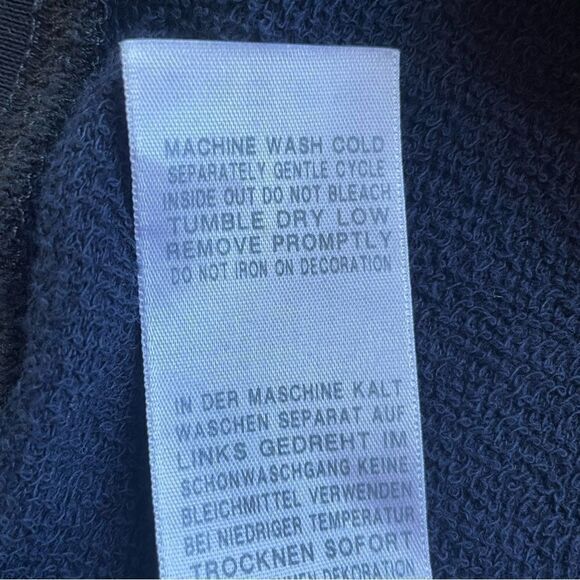 MACHINE WASH COLD
SEPARATELY GENTLE CYCLE
INSIDE OUT DO NOT BLEACH
TUMBLE DRY LOW
REMOVE PROMPTLY
DO NOT IRON ON DECORATION
IN DER MASCHINE KALT
WASCHEN SEPARAT AUF
LINKS GEDREHT IM
SCHONWASCHGANG KEINE
BLEICHMITTEL VERWENDEN
BEI NIEDRIGER TEMPERATUR
TROCKNEN SOFORT
DEKORATION